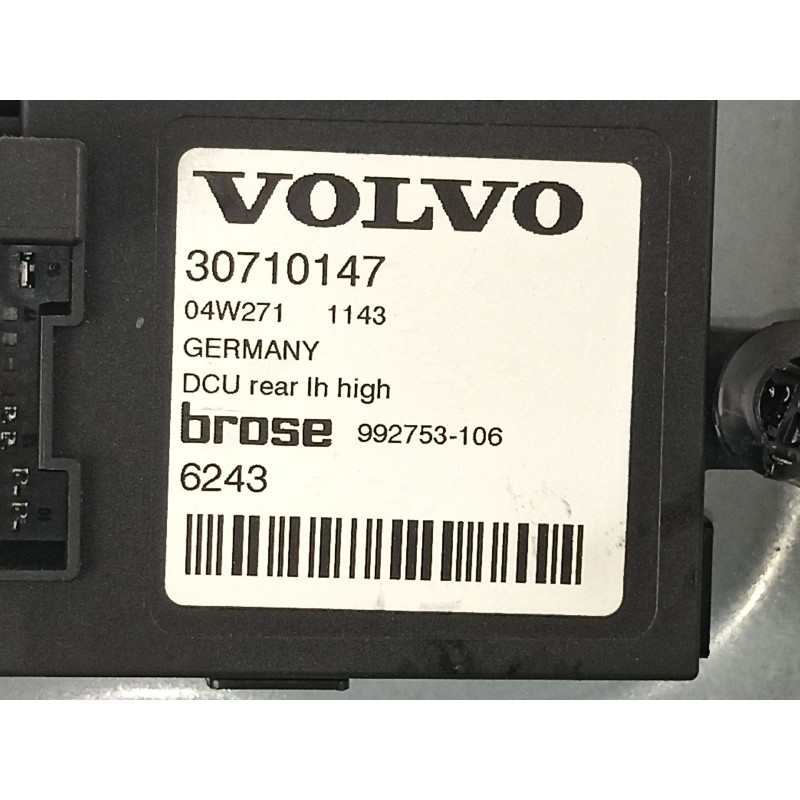 VOLVO
30710147
04W271 1143
GERMANY
DCU rear lh high
brose 992753-106
6243